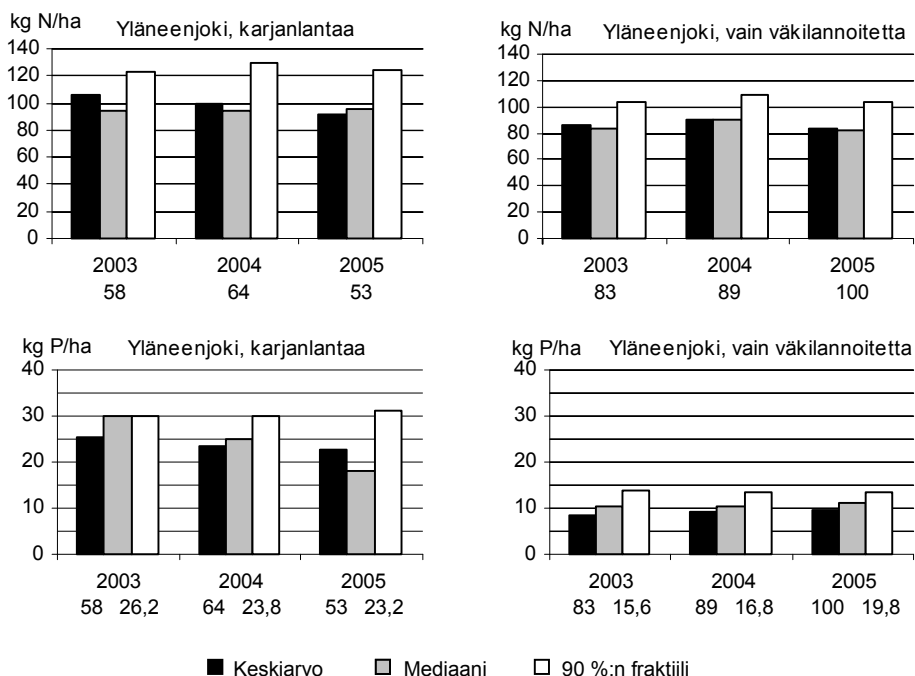 kg N/ha Yläneenjoki, karjanlantaa
140
120
100
80
60
40
20
0
2003 2004 2005
58 64 53
kg N/ha Yläneenjoki, vain väkilannoitetta
140
120
100
80
60
40
20
0
2003 2004 2005
83 89 100
kg P/ha Yläneenjoki, karjanlantaa
40
30
20
10
0
2003 2004 2005
58 26,2 64 23,8 53 23,2
kg P/ha Yläneenjoki, vain väkilannoitetta
40
30
20
10
0
2003 2004 2005
83 15,6 89 16,8 100 19,8
Keskiarvo Mediaani 90 %:n fraktiili